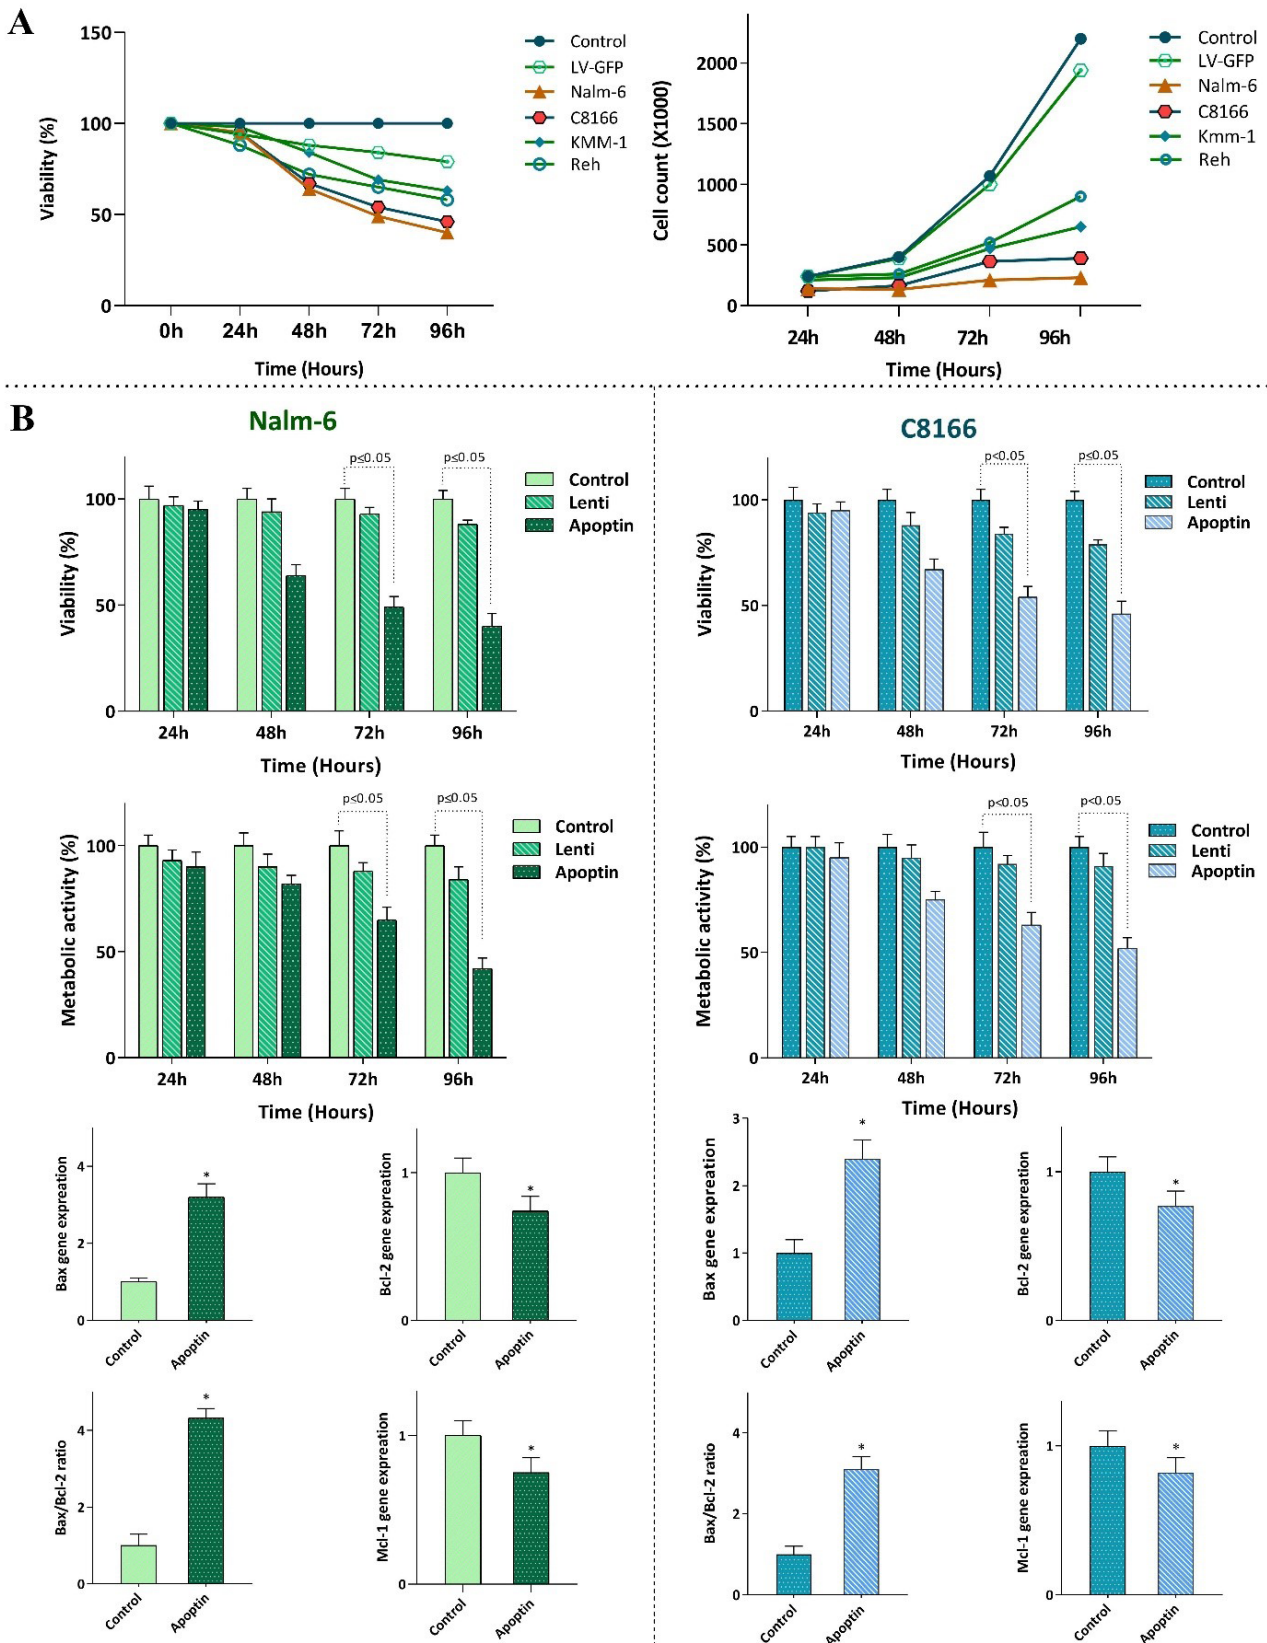 A
150
100
50
0
Viability (%)
0h 24h 48h 72h 96h
Time (Hours)
Control
LV-GFP
Nalm-6
C8166
KMM-1
Reh
2000
1500
1000
500
0
Cell count (X1000)
24h 48h 72h 96h
Time (Hours)
Control
LV-GFP
Nalm-6
C8166
Kmm-1
Reh
B
Nalm-6
p≤0.05 p≤0.05
100
50
0
Viability (%)
24h 48h 72h 96h
Time (Hours)
Control
Lenti
Apoptin
p≤0.05 p≤0.05
100
50
0
Metabolic activity (%)
24h 48h 72h 96h
Time (Hours)
Control
Lenti
Apoptin
4
2
0
Bax gene expreation
*
Control Apoptin
1
0
Bcl-2 gene expreation
*
Control Apoptin
4
2
0
Bax/Bcl-2 ratio
*
Control Apoptin
1
0
Mcl-1 gene expreation
*
Control Apoptin
C8166
p<0.05 p<0.05
100
50
0
Viability (%)
24h 48h 72h 96h
Time (Hours)
Control
Lenti
Apoptin
p<0.05 p<0.05
100
50
0
Metabolic activity (%)
24h 48h 72h 96h
Time (Hours)
Control
Lenti
Apoptin
3
2
1
0
Bax gene expreation
*
Control Apoptin
1
0
Bcl-2 gene expreation
*
Control Apoptin
4
2
0
Bax/Bcl-2 ratio
*
Control Apoptin
1
0
Mcl-1 gene expreation
*
Control Apoptin